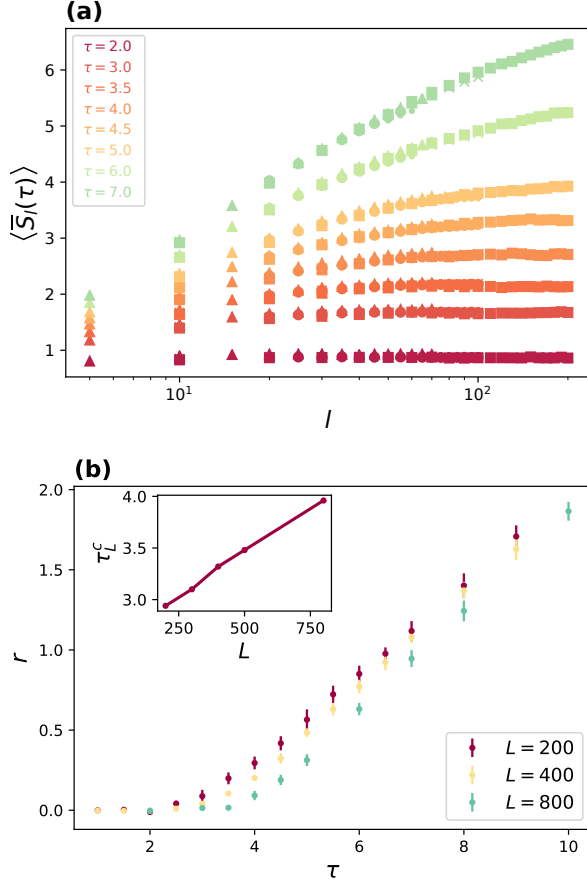 (a)
6
5
4
3
2
1
⟨S̅_l(τ)⟩
τ = 2.0
τ = 3.0
τ = 3.5
τ = 4.0
τ = 4.5
τ = 5.0
τ = 6.0
τ = 7.0
10¹ 10²
l
(b)
2.0
1.5
1.0
0.5
0.0
r
4.0
3.5
3.0
τ_L^c
250 500 750
L
L = 200
L = 400
L = 800
2 4 6 8 10
τ